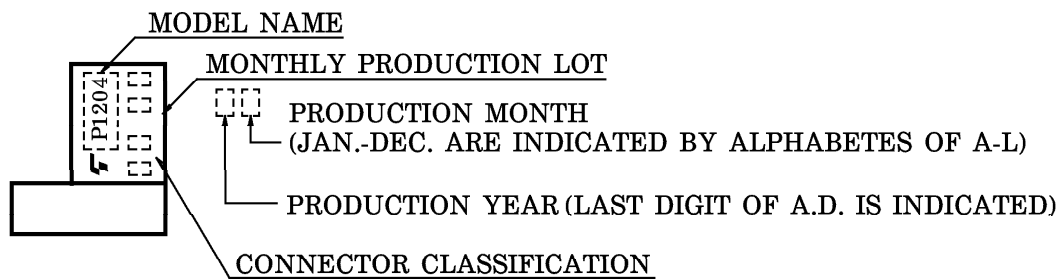 MODEL NAME
MONTHLY PRODUCTION LOT
P1204
PRODUCTION MONTH
(JAN.-DEC. ARE INDICATED BY ALPHABETES OF A-L)
PRODUCTION YEAR (LAST DIGIT OF A.D. IS INDICATED)
CONNECTOR CLASSIFICATION